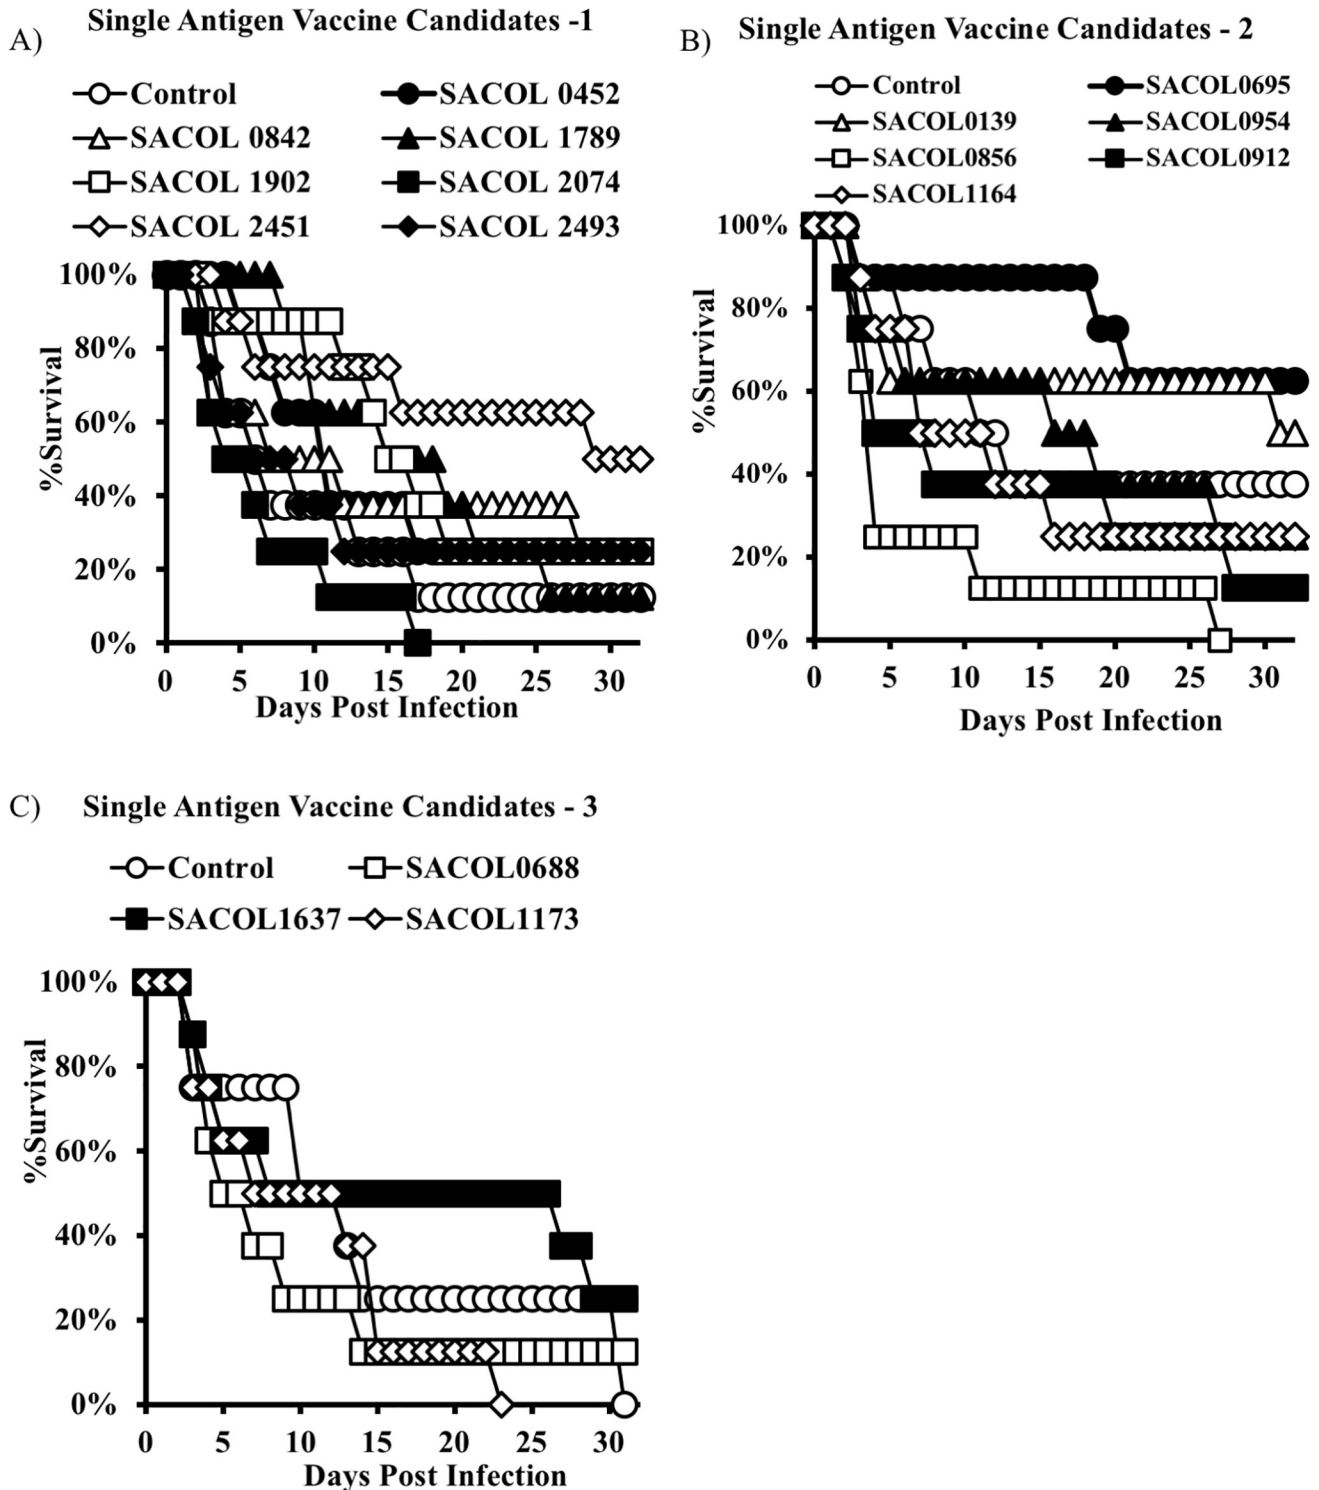 A)
Single Antigen Vaccine Candidates -1
Control
SACOL 0452
SACOL 0842
SACOL 1789
SACOL 1902
SACOL 2074
SACOL 2451
SACOL 2493
100%
80%
60%
40%
20%
0%
%Survival
0 5 10 15 20 25 30
Days Post Infection
B)
Single Antigen Vaccine Candidates - 2
Control
SACOL0695
SACOL0139
SACOL0954
SACOL0856
SACOL0912
SACOL1164
100%
80%
60%
40%
20%
0%
%Survival
0 5 10 15 20 25 30
Days Post Infection
C)
Single Antigen Vaccine Candidates - 3
Control
SACOL0688
SACOL1637
SACOL1173
100%
80%
60%
40%
20%
0%
%Survival
0 5 10 15 20 25 30
Days Post Infection